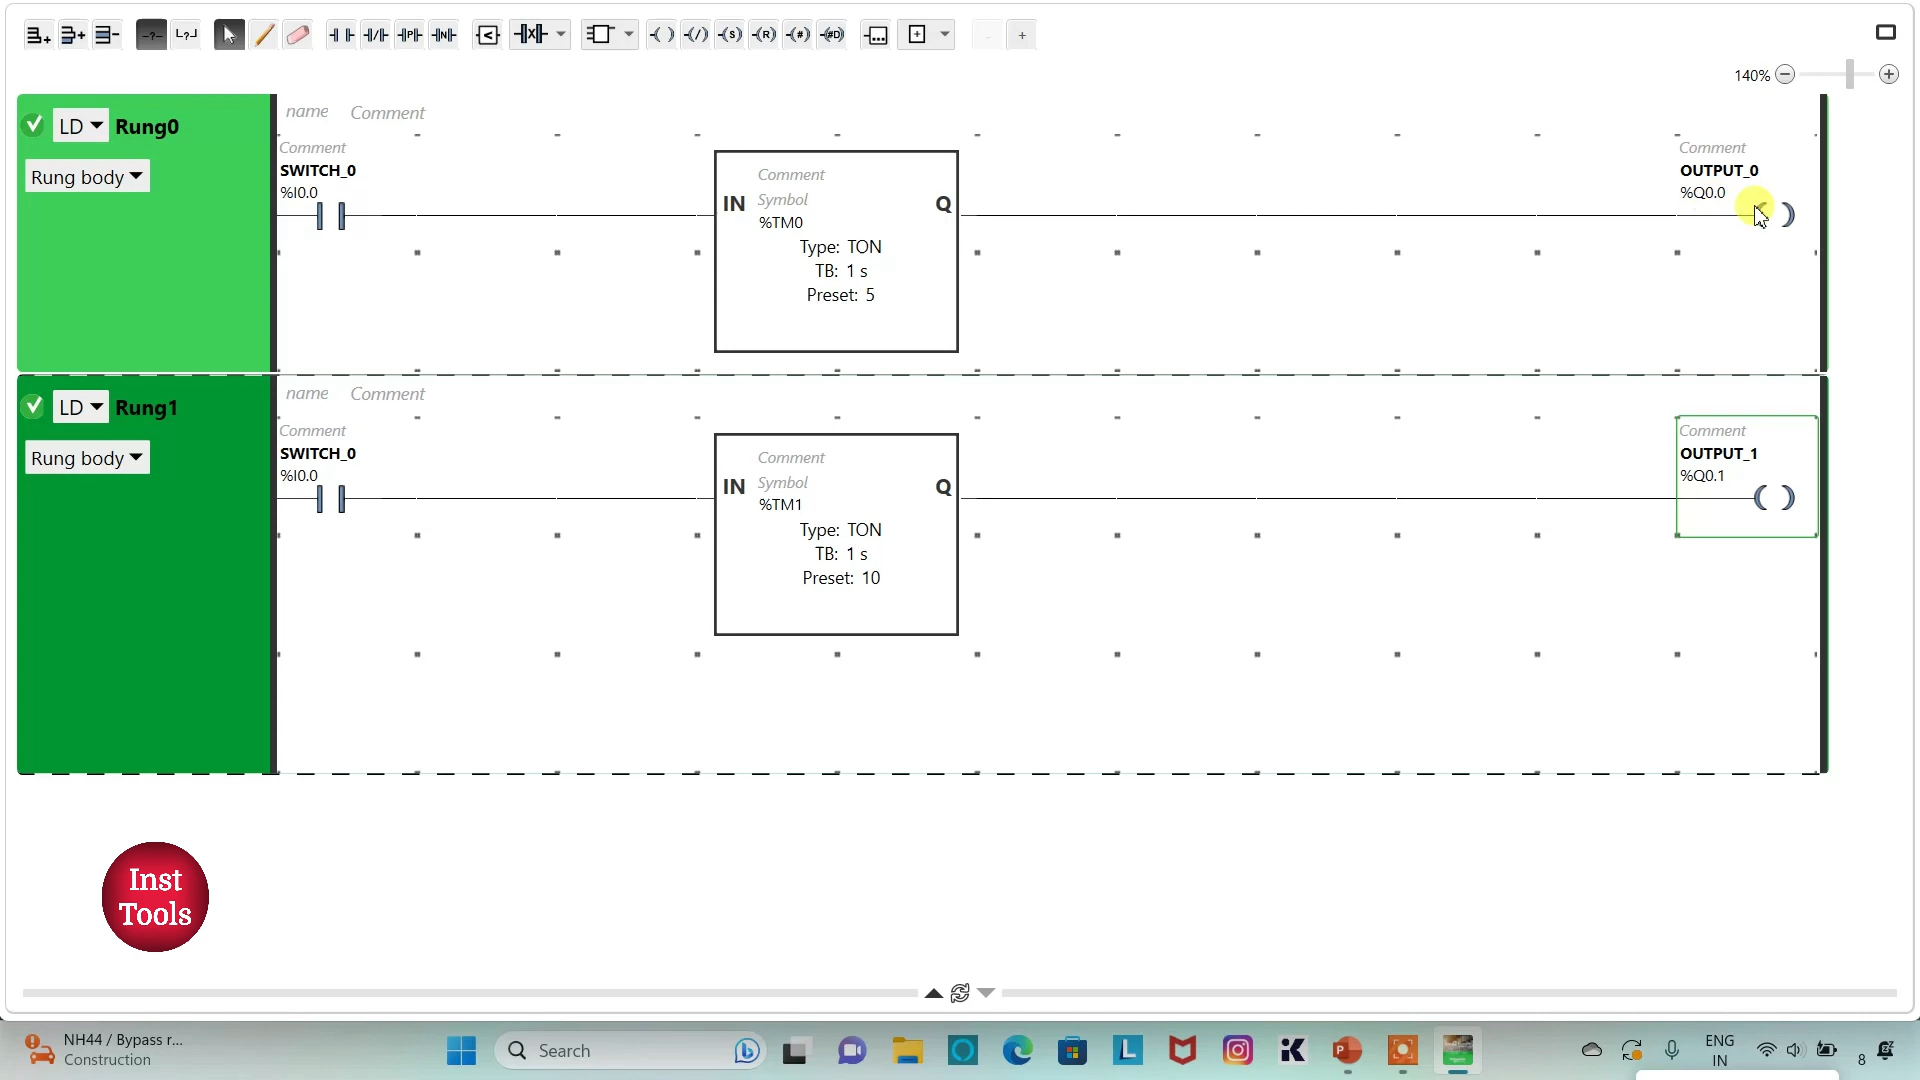 140%
LD Rung0
Rung body
name Comment
Comment
SWITCH_0
%I0.0
Comment
Symbol
IN Q
%TM0
Type: TON
TB: 1 s
Preset: 5
Comment
OUTPUT_0
%Q0.0
LD Rung1
Rung body
name Comment
Comment
SWITCH_0
%I0.0
Comment
Symbol
IN Q
%TM1
Type: TON
TB: 1 s
Preset: 10
Comment
OUTPUT_1
%Q0.1
Inst
Tools
NH44 / Bypass r...
Construction
Search
ENG
IN
8